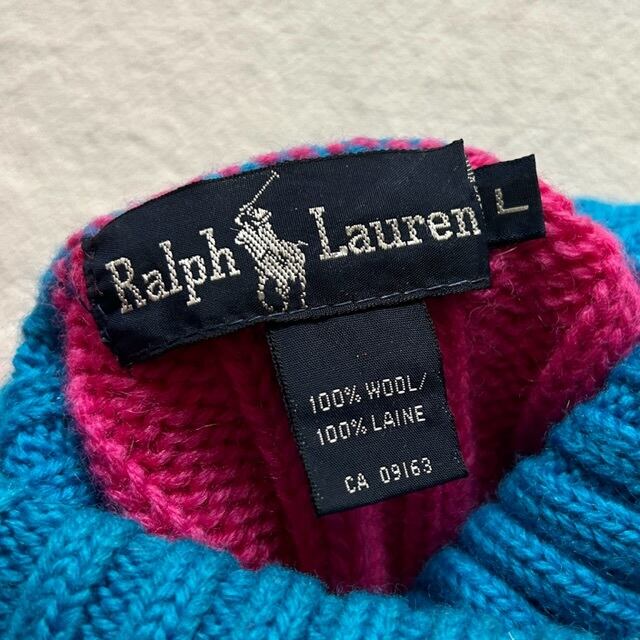 Ralph Lauren
L
100% WOOL/
100% LAINE
CA 09163